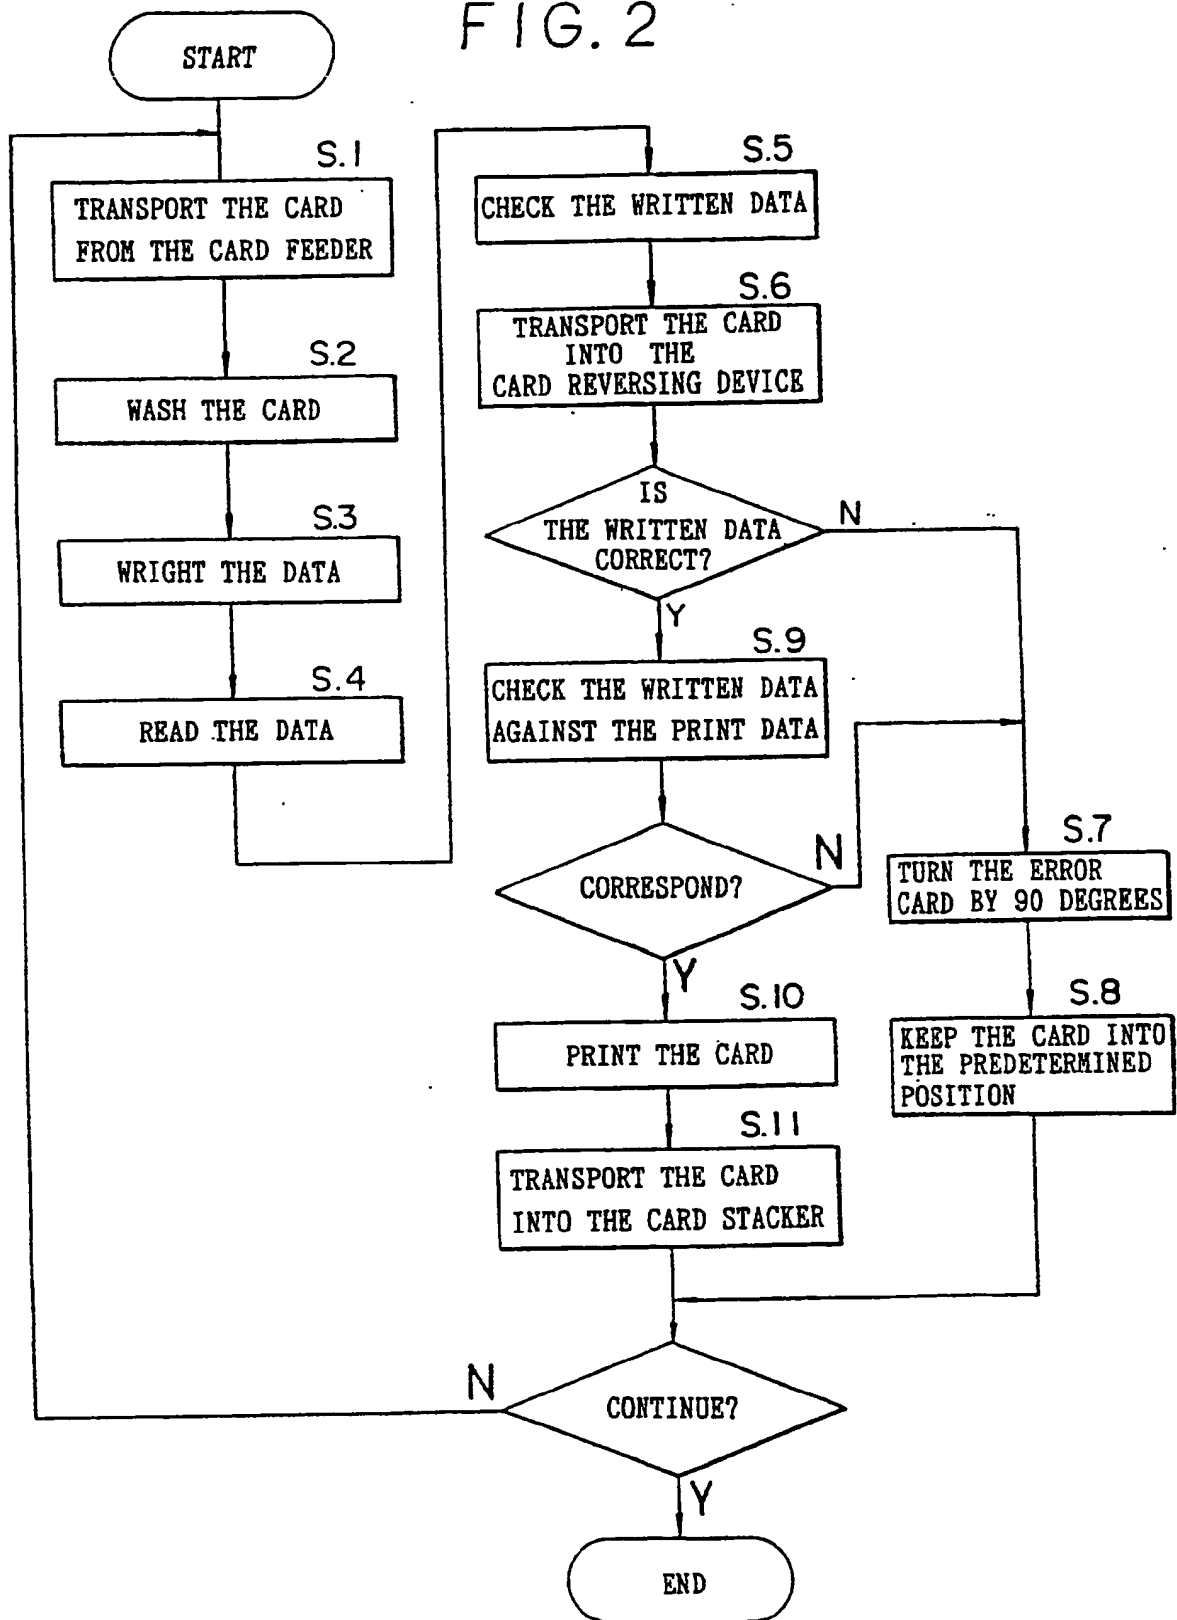 FIG. 2
START
S.1
TRANSPORT THE CARD
FROM THE CARD FEEDER
S.2
WASH THE CARD
S.3
WRIGHT THE DATA
S.4
READ THE DATA
S.5
CHECK THE WRITTEN DATA
S.6
TRANSPORT THE CARD
INTO THE
CARD REVERSING DEVICE
IS
THE WRITTEN DATA
CORRECT?
N
Y
S.9
CHECK THE WRITTEN DATA
AGAINST THE PRINT DATA
CORRESPOND?
N
Y
S.7
TURN THE ERROR
CARD BY 90 DEGREES
S.8
KEEP THE CARD INTO
THE PREDETERMINED
POSITION
S.10
PRINT THE CARD
S.11
TRANSPORT THE CARD
INTO THE CARD STACKER
CONTINUE?
N
Y
END